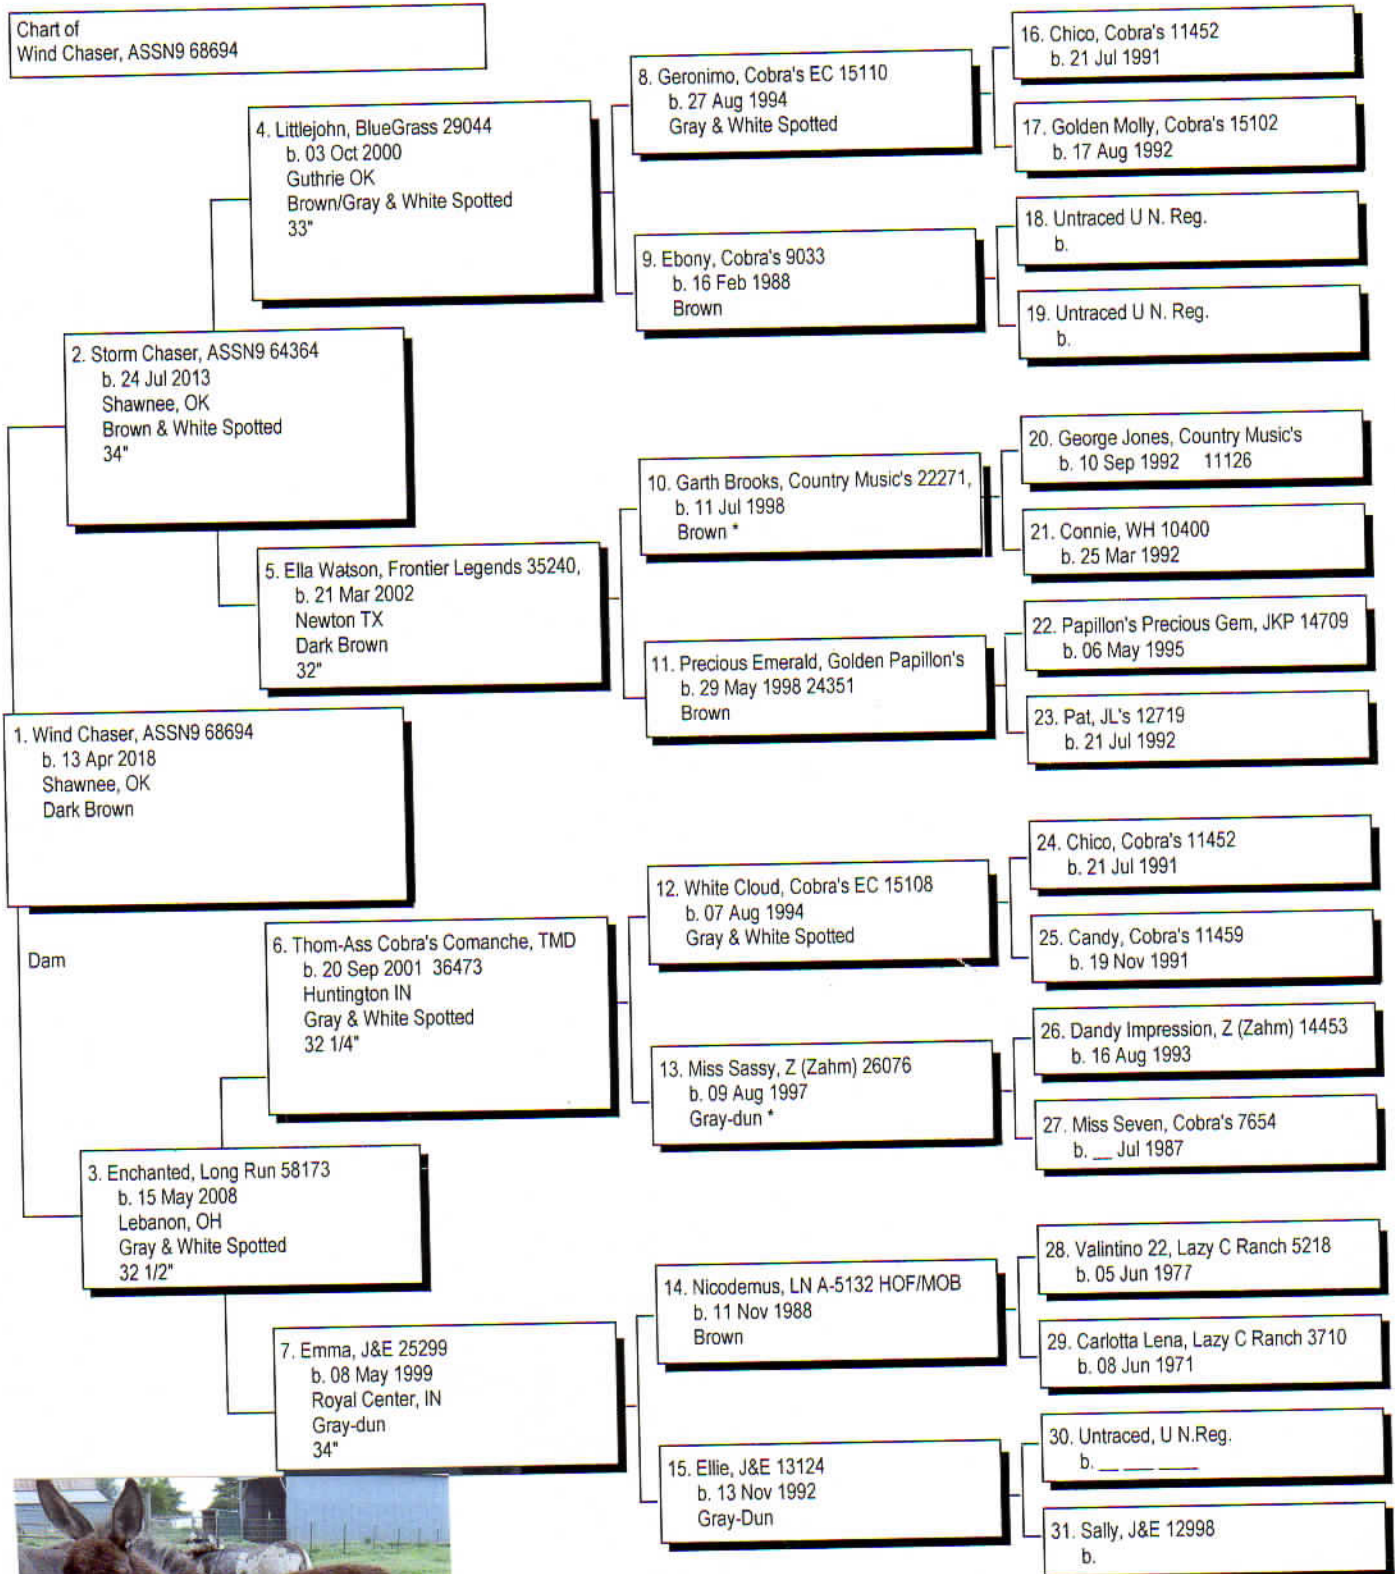 Chart of
Wind Chaser, ASSN9 68694
1. Wind Chaser, ASSN9 68694
b. 13 Apr 2018
Shawnee, OK
Dark Brown
Dam
2. Storm Chaser, ASSN9 64364
b. 24 Jul 2013
Shawnee, OK
Brown & White Spotted
34"
3. Enchanted, Long Run 58173
b. 15 May 2008
Lebanon, OH
Gray & White Spotted
32 1/2"
4. Littlejohn, BlueGrass 29044
b. 03 Oct 2000
Guthrie OK
Brown/Gray & White Spotted
33"
5. Ella Watson, Frontier Legends 35240,
b. 21 Mar 2002
Newton TX
Dark Brown
32"
6. Thom-Ass Cobra's Comanche, TMD
b. 20 Sep 2001 36473
Huntington IN
Gray & White Spotted
32 1/4"
7. Emma, J&E 25299
b. 08 May 1999
Royal Center, IN
Gray-dun
34"
8. Geronimo, Cobra's EC 15110
b. 27 Aug 1994
Gray & White Spotted
9. Ebony, Cobra's 9033
b. 16 Feb 1988
Brown
10. Garth Brooks, Country Music's 22271,
b. 11 Jul 1998
Brown *
11. Precious Emerald, Golden Papillon's
b. 29 May 1998 24351
Brown
12. White Cloud, Cobra's EC 15108
b. 07 Aug 1994
Gray & White Spotted
13. Miss Sassy, Z (Zahm) 26076
b. 09 Aug 1997
Gray-dun *
14. Nicodemus, LN A-5132 HOF/MOB
b. 11 Nov 1988
Brown
15. Ellie, J&E 13124
b. 13 Nov 1992
Gray-Dun
16. Chico, Cobra's 11452
b. 21 Jul 1991
17. Golden Molly, Cobra's 15102
b. 17 Aug 1992
18. Untraced U N. Reg.
b.
19. Untraced U N. Reg.
b.
20. George Jones, Country Music's
b. 10 Sep 1992 11126
21. Connie, WH 10400
b. 25 Mar 1992
22. Papillon's Precious Gem, JKP 14709
b. 06 May 1995
23. Pat, JL's 12719
b. 21 Jul 1992
24. Chico, Cobra's 11452
b. 21 Jul 1991
25. Candy, Cobra's 11459
b. 19 Nov 1991
26. Dandy Impression, Z (Zahm) 14453
b. 16 Aug 1993
27. Miss Seven, Cobra's 7654
b. __ Jul 1987
28. Valintino 22, Lazy C Ranch 5218
b. 05 Jun 1977
29. Carlotta Lena, Lazy C Ranch 3710
b. 08 Jun 1971
30. Untraced, U N.Reg.
b. __ ___ ____
31. Sally, J&E 12998
b.